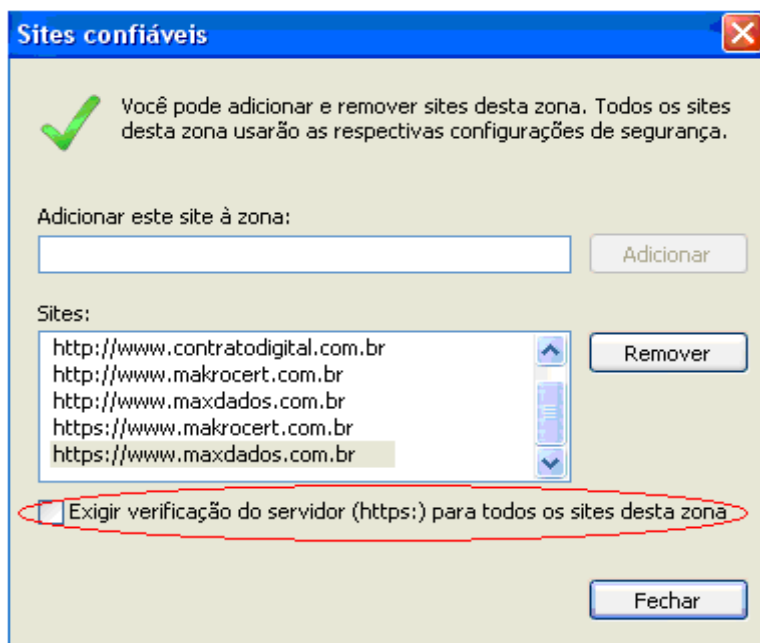 Sites confiáveis
Você pode adicionar e remover sites desta zona. Todos os sites
desta zona usarão as respectivas configurações de segurança.
Adicionar este site à zona:
Adicionar
Sites:
http://www.contratodigital.com.br
http://www.makrocert.com.br
http://www.maxdados.com.br
https://www.makrocert.com.br
https://www.maxdados.com.br
Remover
Exigir verificação do servidor (https:) para todos os sites desta zona
Fechar